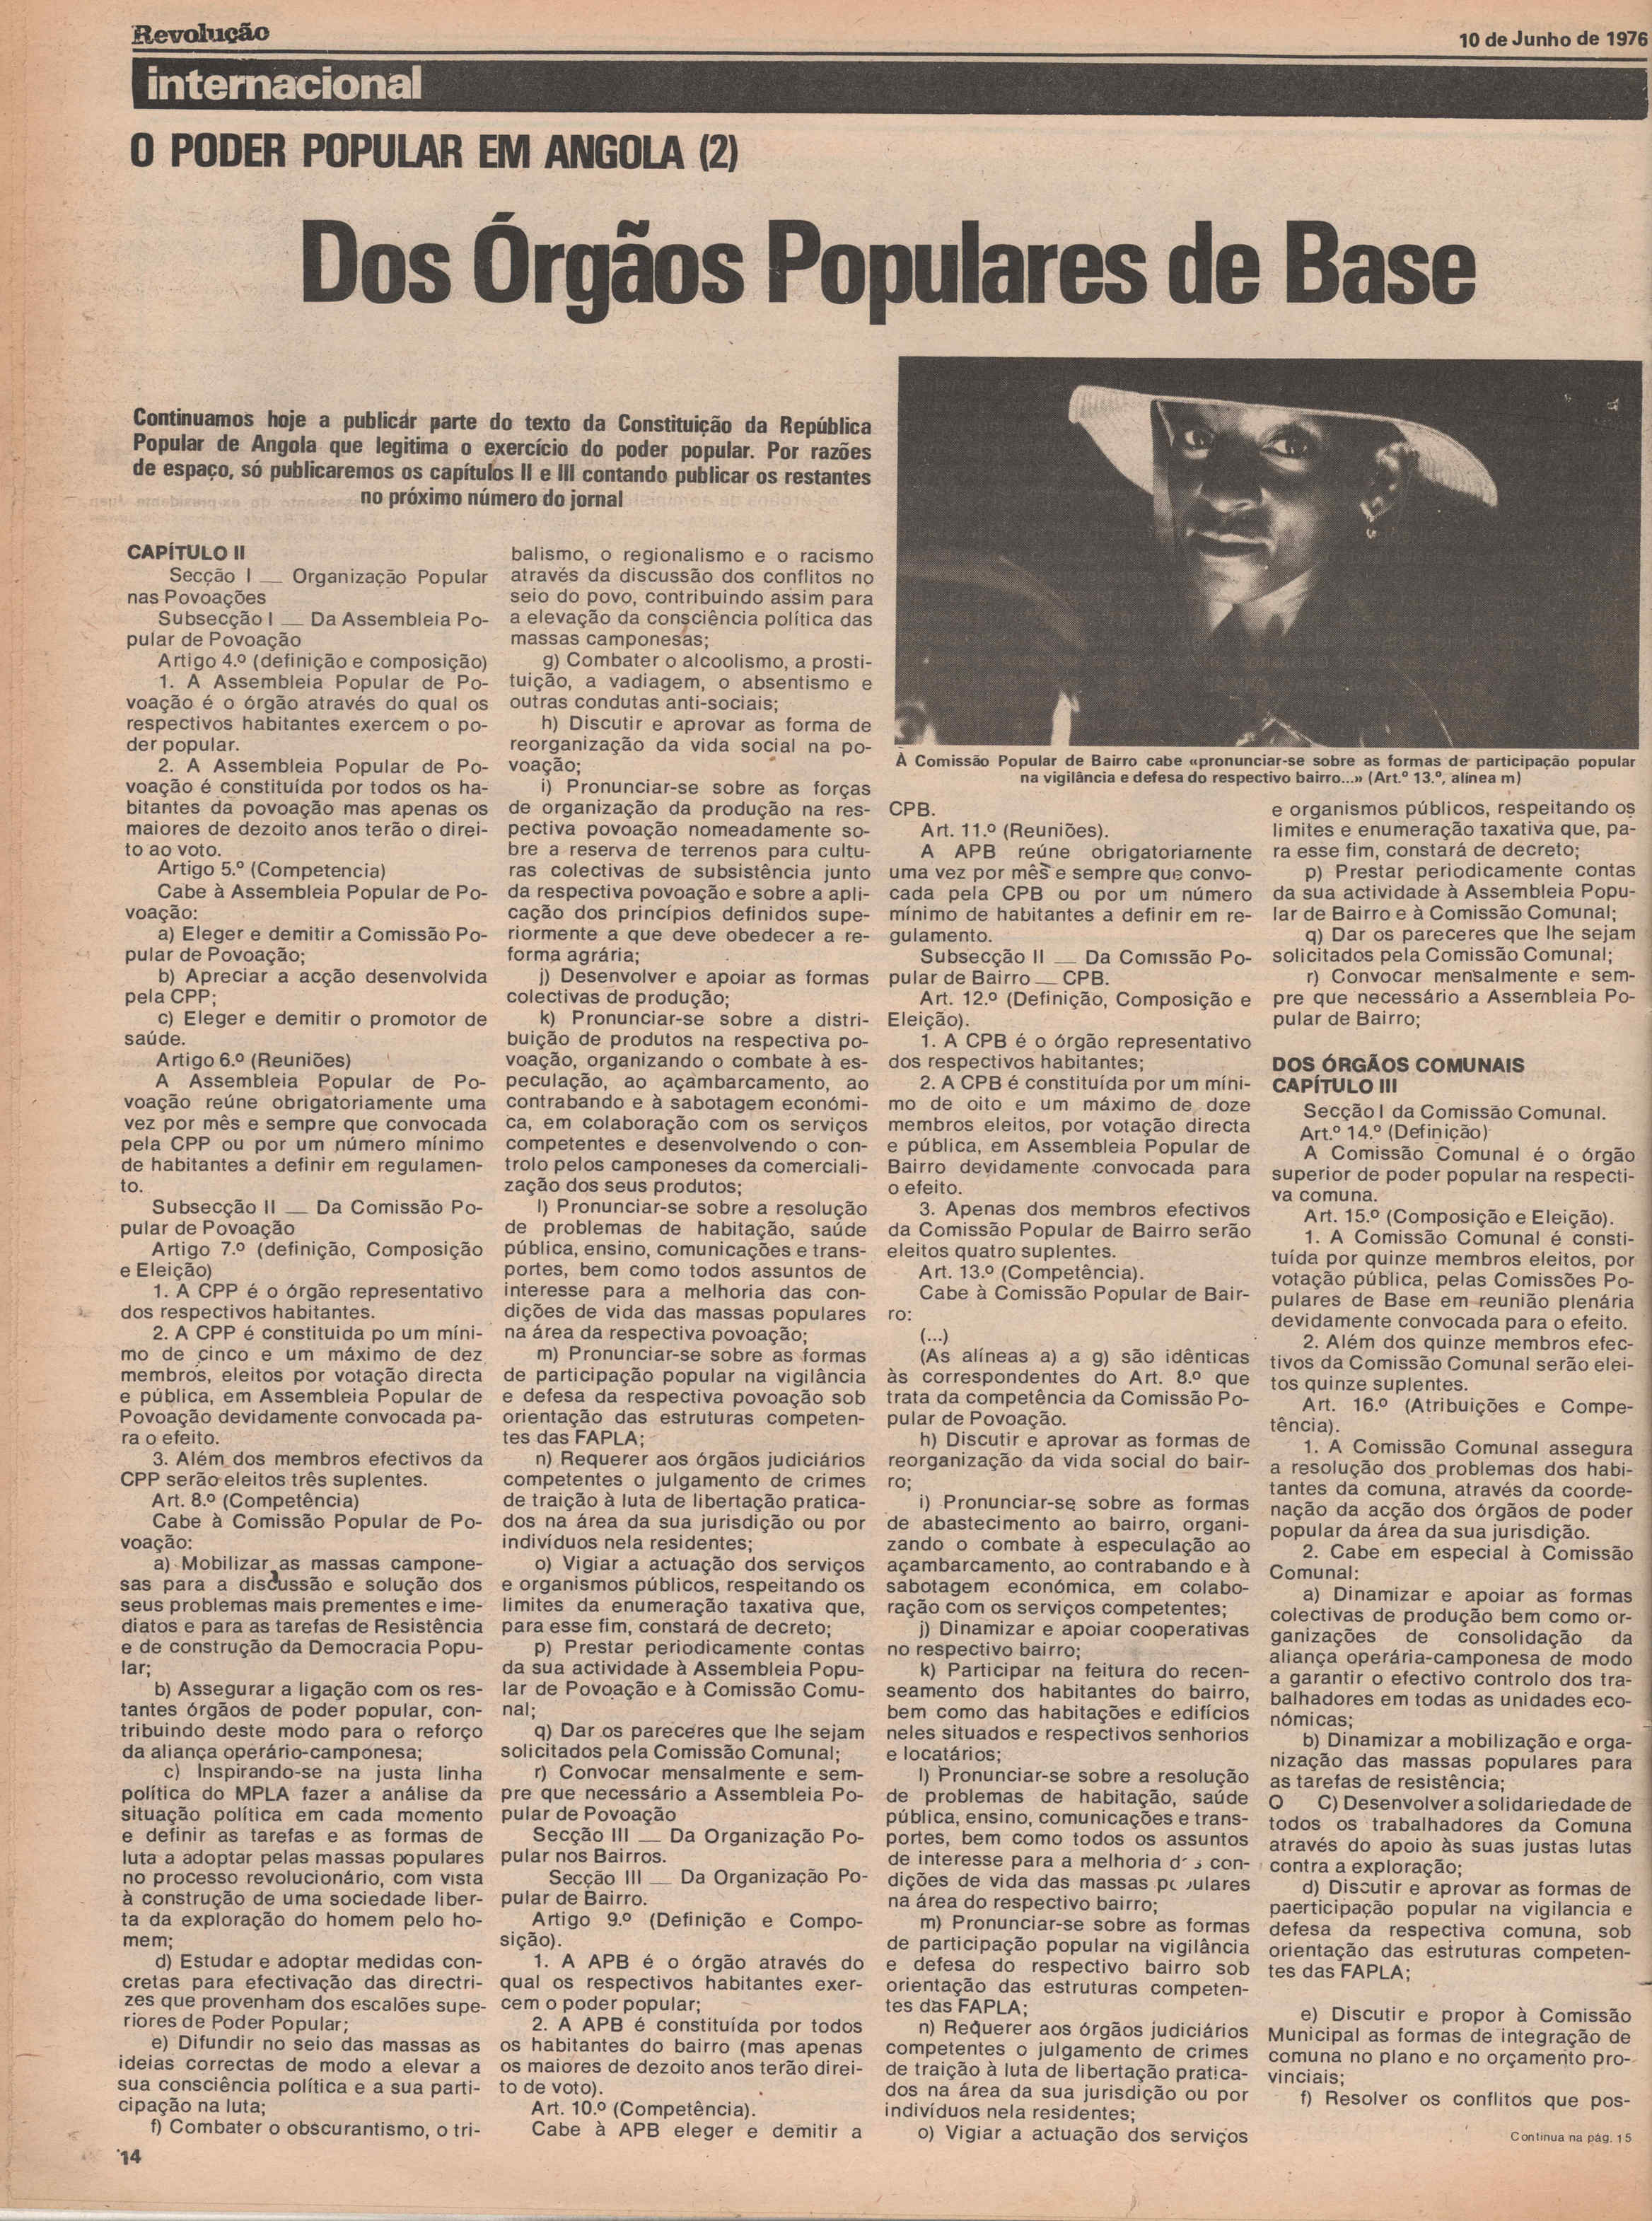 Revolução
10 de Junho de 1976
internacional
O PODER POPULAR EM ANGOLA (2)
Dos Órgãos Populares de Base
Continuamos hoje a publicar parte do texto da Constituição da República
Popular de Angola que legitima o exercício do poder popular. Por razões
de espaço, só publicaremos os capítulos II e III contando publicar os restantes
no próximo número do jornal
CAPÍTULO II
Secção I — Organização Popular
nas Povoações
Subsecção I — Da Assembleia Po-
pular de Povoação
Artigo 4.º (definição e composição)
1. A Assembleia Popular de Po-
voação é o órgão através do qual os
respectivos habitantes exercem o po-
der popular.
2. A Assembleia Popular de Po-
voação é constituída por todos os ha-
bitantes da povoação mas apenas os
maiores de dezoito anos terão o direi-
to ao voto.
Artigo 5.º (Competencia)
Cabe à Assembleia Popular de Po-
voação:
a) Eleger e demitir a Comissão Po-
pular de Povoação;
b) Apreciar a acção desenvolvida
pela CPP;
c) Eleger e demitir o promotor de
saúde.
Artigo 6.º (Reuniões)
A Assembleia Popular de Po-
voação reúne obrigatoriamente uma
vez por mês e sempre que convocada
pela CPP ou por um número mínimo
de habitantes a definir em regulamen-
to.
Subsecção II — Da Comissão Po-
pular de Povoação
Artigo 7.º (definição, Composição
e Eleição)
1. A CPP é o órgão representativo
dos respectivos habitantes.
2. A CPP é constituida po um míni-
mo de cinco e um máximo de dez
membros, eleitos por votação directa
e pública, em Assembleia Popular de
Povoação devidamente convocada pa-
ra o efeito.
3. Além dos membros efectivos da
CPP serão eleitos três suplentes.
Art. 8.º (Competência)
Cabe à Comissão Popular de Po-
voação:
a) Mobilizar as massas campone-
sas para a discussão e solução dos
seus problemas mais prementes e ime-
diatos e para as tarefas de Resistência
e de construção da Democracia Popu-
lar;
b) Assegurar a ligação com os res-
tantes órgãos de poder popular, con-
tribuindo deste modo para o reforço
da aliança operário-camponesa;
c) Inspirando-se na justa linha
política do MPLA fazer a análise da
situação política em cada momento
e definir as tarefas e as formas de
luta a adoptar pelas massas populares
no processo revolucionário, com vista
à construção de uma sociedade liber-
ta da exploração do homem pelo ho-
mem;
d) Estudar e adoptar medidas con-
cretas para efectivação das directri-
zes que provenham dos escalões supe-
riores de Poder Popular;
e) Difundir no seio das massas as
ideias correctas de modo a elevar a
sua consciência política e a sua parti-
cipação na luta;
f) Combater o obscurantismo, o tri-
balismo, o regionalismo e o racismo
através da discussão dos conflitos no
seio do povo, contribuindo assim para
a elevação da consciência política das
massas camponesas;
g) Combater o alcoolismo, a prosti-
tuição, a vadiagem, o absentismo e
outras condutas anti-sociais;
h) Discutir e aprovar as forma de
reorganização da vida social na po-
voação;
i) Pronunciar-se sobre as forças
de organização da produção na res-
pectiva povoação nomeadamente so-
bre a reserva de terrenos para cultu-
ras colectivas de subsistência junto
da respectiva povoação e sobre a apli-
cação dos princípios definidos supe-
riormente a que deve obedecer a re-
forma agrária;
j) Desenvolver e apoiar as formas
colectivas de produção;
k) Pronunciar-se sobre a distri-
buição de produtos na respectiva po-
voação, organizando o combate à es-
peculação, ao açambarcamento, ao
contrabando e à sabotagem económi-
ca, em colaboração com os serviços
competentes e desenvolvendo o con-
trolo pelos camponeses da comerciali-
zação dos seus produtos;
l) Pronunciar-se sobre a resolução
de problemas de habitação, saúde
pública, ensino, comunicações e trans-
portes, bem como todos assuntos de
interesse para a melhoria das con-
dições de vida das massas populares
na área da respectiva povoação;
m) Pronunciar-se sobre as formas
de participação popular na vigilância
e defesa da respectiva povoação sob
orientação das estruturas competen-
tes das FAPLA;
n) Requerer aos órgãos judiciários
competentes o julgamento de crimes
de traição à luta de libertação pratica-
dos na área da sua jurisdição ou por
indivíduos nela residentes;
o) Vigiar a actuação dos serviços
e organismos públicos, respeitando os
limites da enumeração taxativa que,
para esse fim, constará de decreto;
p) Prestar periodicamente contas
da sua actividade à Assembleia Popu-
lar de Povoação e à Comissão Comu-
nal;
q) Dar os pareceres que lhe sejam
solicitados pela Comissão Comunal;
r) Convocar mensalmente e sem-
pre que necessário a Assembleia Po-
pular de Povoação
Secção III — Da Organização Po-
pular nos Bairros.
Secção III — Da Organização Po-
pular de Bairro.
Artigo 9.º (Definição e Compo-
sição).
1. A APB é o órgão através do
qual os respectivos habitantes exer-
cem o poder popular;
2. A APB é constituída por todos
os habitantes do bairro (mas apenas
os maiores de dezoito anos terão direi-
to de voto).
Art. 10.º (Competência).
Cabe à APB eleger e demitir a
À Comissão Popular de Bairro cabe «pronunciar-se sobre as formas de participação popular
na vigilância e defesa do respectivo bairro...» (Art.º 13.º, alínea m)
CPB.
Art. 11.º (Reuniões).
A APB reúne obrigatoriamente
uma vez por mês e sempre que convo-
cada pela CPB ou por um número
mínimo de habitantes a definir em re-
gulamento.
Subsecção II — Da Comissão Po-
pular de Bairro — CPB.
Art. 12.º (Definição, Composição e
Eleição).
1. A CPB é o órgão representativo
dos respectivos habitantes;
2. A CPB é constituída por um míni-
mo de oito e um máximo de doze
membros eleitos, por votação directa
e pública, em Assembleia Popular de
Bairro devidamente convocada para
o efeito.
3. Apenas dos membros efectivos
da Comissão Popular de Bairro serão
eleitos quatro suplentes.
Art. 13.º (Competência).
Cabe à Comissão Popular de Bair-
ro:
(...)
(As alíneas a) a g) são idênticas
às correspondentes do Art. 8.º que
trata da competência da Comissão Po-
pular de Povoação.
h) Discutir e aprovar as formas de
reorganização da vida social do bair-
ro;
i) Pronunciar-se sobre as formas
de abastecimento ao bairro, organi-
zando o combate à especulação ao
açambarcamento, ao contrabando e à
sabotagem económica, em colabo-
ração com os serviços competentes;
j) Dinamizar e apoiar cooperativas
no respectivo bairro;
k) Participar na feitura do recen-
seamento dos habitantes do bairro,
bem como das habitações e edifícios
neles situados e respectivos senhorios
e locatários;
l) Pronunciar-se sobre a resolução
de problemas de habitação, saúde
pública, ensino, comunicações e trans-
portes, bem como todos os assuntos
de interesse para a melhoria das con-
dições de vida das massas populares
na área do respectivo bairro;
m) Pronunciar-se sobre as formas
de participação popular na vigilância
e defesa do respectivo bairro sob
orientação das estruturas competen-
tes das FAPLA;
n) Requerer aos órgãos judiciários
competentes o julgamento de crimes
de traição à luta de libertação pratica-
dos na área da sua jurisdição ou por
indivíduos nela residentes;
o) Vigiar a actuação dos serviços
e organismos públicos, respeitando os
limites e enumeração taxativa que, pa-
ra esse fim, constará de decreto;
p) Prestar periodicamente contas
da sua actividade à Assembleia Popu-
lar de Bairro e à Comissão Comunal;
q) Dar os pareceres que lhe sejam
solicitados pela Comissão Comunal;
r) Convocar mensalmente e sem-
pre que necessário a Assembleia Po-
pular de Bairro;
DOS ÓRGÃOS COMUNAIS
CAPÍTULO III
Secção I da Comissão Comunal.
Art.º 14.º (Definição)
A Comissão Comunal é o órgão
superior de poder popular na respecti-
va comuna.
Art. 15.º (Composição e Eleição).
1. A Comissão Comunal é consti-
tuída por quinze membros eleitos, por
votação pública, pelas Comissões Po-
pulares de Base em reunião plenária
devidamente convocada para o efeito.
2. Além dos quinze membros efec-
tivos da Comissão Comunal serão elei-
tos quinze suplentes.
Art. 16.º (Atribuições e Compe-
tência).
1. A Comissão Comunal assegura
a resolução dos problemas dos habi-
tantes da comuna, através da coorde-
nação da acção dos órgãos de poder
popular da área da sua jurisdição.
2. Cabe em especial à Comissão
Comunal:
a) Dinamizar e apoiar as formas
colectivas de produção bem como or-
ganizações de consolidação da
aliança operária-camponesa de modo
a garantir o efectivo controlo dos tra-
balhadores em todas as unidades eco-
nómicas;
b) Dinamizar a mobilização e orga-
nização das massas populares para
as tarefas de resistência;
O C) Desenvolver a solidariedade de
todos os trabalhadores da Comuna
através do apoio às suas justas lutas
contra a exploração;
d) Discutir e aprovar as formas de
paerticipação popular na vigilancia e
defesa da respectiva comuna, sob
orientação das estruturas competen-
tes das FAPLA;
e) Discutir e propor à Comissão
Municipal as formas de integração de
comuna no plano e no orçamento pro-
vinciais;
f) Resolver os conflitos que pos-
Continua na pág. 15
14